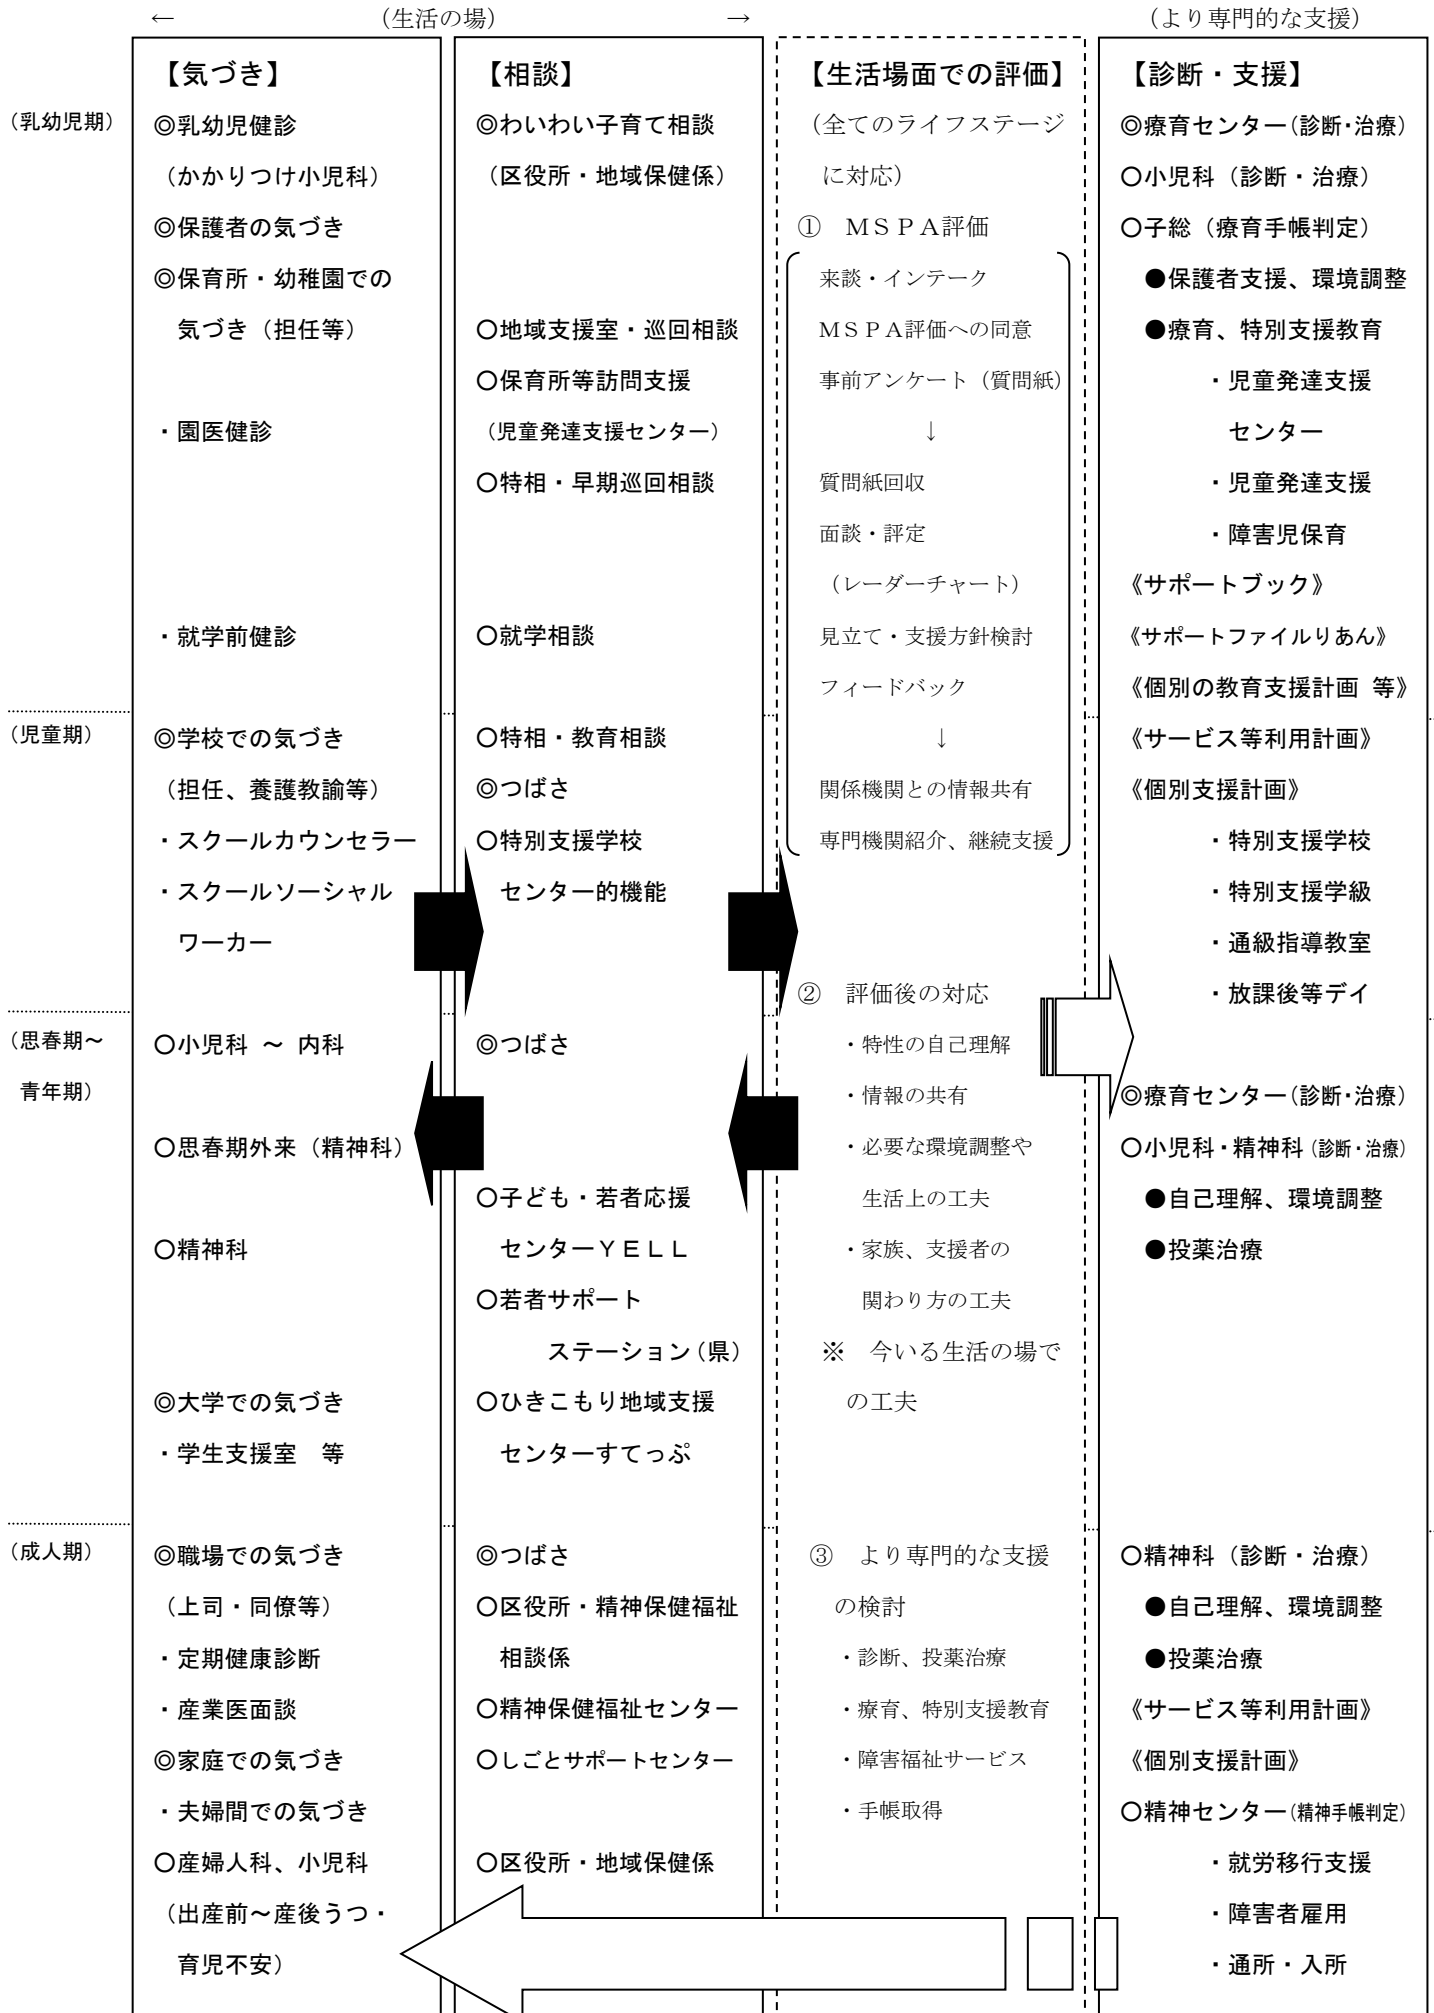 ←　（生活の場）　→
（より専門的な支援）
【気づき】
（乳幼児期）
◎乳幼児健診
（かかりつけ小児科）
◎保護者の気づき
◎保育所・幼稚園での
気づき（担任等）
・園医健診
・就学前健診
（児童期）
◎学校での気づき
（担任、養護教諭等）
・スクールカウンセラー
・スクールソーシャル
ワーカー
（思春期～
青年期）
○小児科 ～ 内科
○思春期外来（精神科）
○精神科
◎大学での気づき
・学生支援室　等
（成人期）
◎職場での気づき
（上司・同僚等）
・定期健康診断
・産業医面談
◎家庭での気づき
・夫婦間での気づき
○産婦人科、小児科
（出産前～産後うつ・
育児不安）
【相談】
◎わいわい子育て相談
（区役所・地域保健係）
○地域支援室・巡回相談
○保育所等訪問支援
（児童発達支援センター）
○特相・早期巡回相談
○就学相談
○特相・教育相談
◎つばさ
○特別支援学校
センター的機能
◎つばさ
○子ども・若者応援
センターＹＥＬＬ
○若者サポート
ステーション（県）
○ひきこもり地域支援
センターすてっぷ
◎つばさ
○区役所・精神保健福祉
相談係
○精神保健福祉センター
○しごとサポートセンター
○区役所・地域保健係
【生活場面での評価】
（全てのライフステージ
に対応）
①　ＭＳＰＡ評価
来談・インテーク
ＭＳＰＡ評価への同意
事前アンケート（質問紙）
↓
質問紙回収
面談・評定
（レーダーチャート）
見立て・支援方針検討
フィードバック
↓
関係機関との情報共有
専門機関紹介、継続支援
②　評価後の対応
・特性の自己理解
・情報の共有
・必要な環境調整や
生活上の工夫
・家族、支援者の
関わり方の工夫
※　今いる生活の場で
の工夫
③　より専門的な支援
の検討
・診断、投薬治療
・療育、特別支援教育
・障害福祉サービス
・手帳取得
【診断・支援】
◎療育センター（診断・治療）
○小児科（診断・治療）
○子総（療育手帳判定）
●保護者支援、環境調整
●療育、特別支援教育
・児童発達支援
センター
・児童発達支援
・障害児保育
《サポートブック》
《サポートファイルりあん》
《個別の教育支援計画 等》
《サービス等利用計画》
《個別支援計画》
・特別支援学校
・特別支援学級
・通級指導教室
・放課後等デイ
◎療育センター（診断・治療）
○小児科・精神科（診断・治療）
●自己理解、環境調整
●投薬治療
○精神科（診断・治療）
●自己理解、環境調整
●投薬治療
《サービス等利用計画》
《個別支援計画》
○精神センター（精神手帳判定）
・就労移行支援
・障害者雇用
・通所・入所